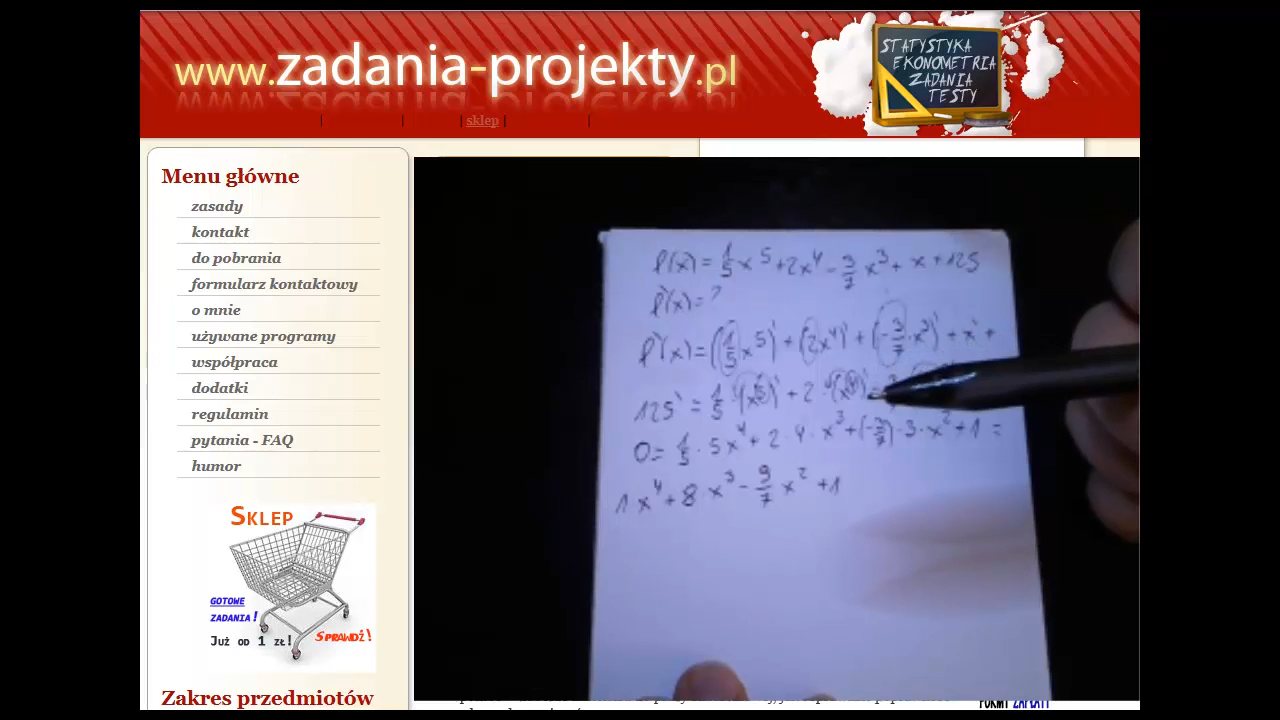 www.zadania-projekty.pl
STATYSTYKA
EKONOMETRIA
ZADANIA
TESTY
sklep
Menu główne
zasady
kontakt
do pobrania
formularz kontaktowy
o mnie
używane programy
współpraca
dodatki
regulamin
pytania - FAQ
humor
SKLEP
GOTOWE
ZADANIA!
JUŻ OD 1 ZŁ!
SPRAWDŹ!
Zakres przedmiotów
f(x) = 1/5 x^5 + 2x^4 - 3/7 x^3 + x + 125
f'(x) = ?
f'(x) = (1/5 x^5)' + (2x^4)' + (-3/7 x^3)' + x' +
125' = 1/5 · (x^5)' + 2 · (x^4)'
0 = 1/5 · 5x^4 + 2 · 4 · x^3 + (-3/7) · 3 · x^2 + 1 =
1x^4 + 8 · x^3 - 9/7 x^2 + 1